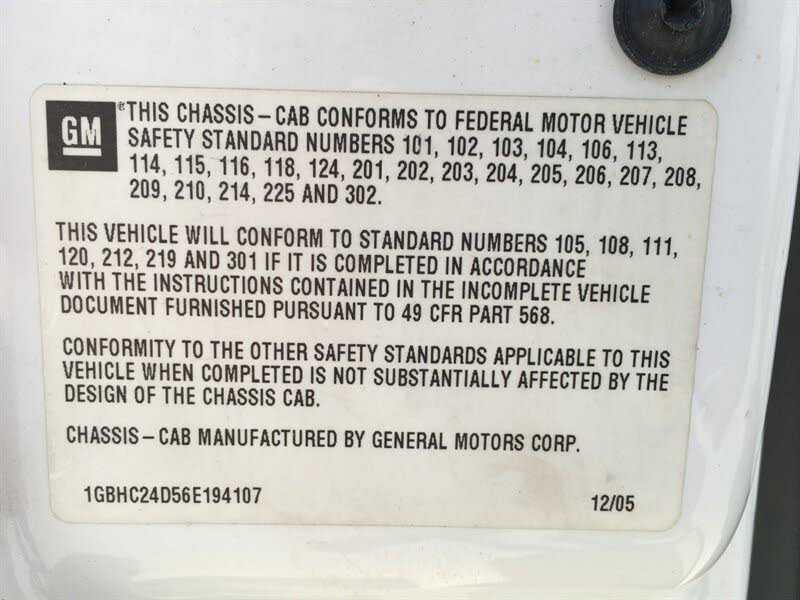 GM
®THIS CHASSIS-CAB CONFORMS TO FEDERAL MOTOR VEHICLE
SAFETY STANDARD NUMBERS 101, 102, 103, 104, 106, 113,
114, 115, 116, 118, 124, 201, 202, 203, 204, 205, 206, 207, 208,
209, 210, 214, 225 AND 302.
THIS VEHICLE WILL CONFORM TO STANDARD NUMBERS 105, 108, 111,
120, 212, 219 AND 301 IF IT IS COMPLETED IN ACCORDANCE
WITH THE INSTRUCTIONS CONTAINED IN THE INCOMPLETE VEHICLE
DOCUMENT FURNISHED PURSUANT TO 49 CFR PART 568.
CONFORMITY TO THE OTHER SAFETY STANDARDS APPLICABLE TO THIS
VEHICLE WHEN COMPLETED IS NOT SUBSTANTIALLY AFFECTED BY THE
DESIGN OF THE CHASSIS CAB.
CHASSIS-CAB MANUFACTURED BY GENERAL MOTORS CORP.
1GBHC24D56E194107 12/05